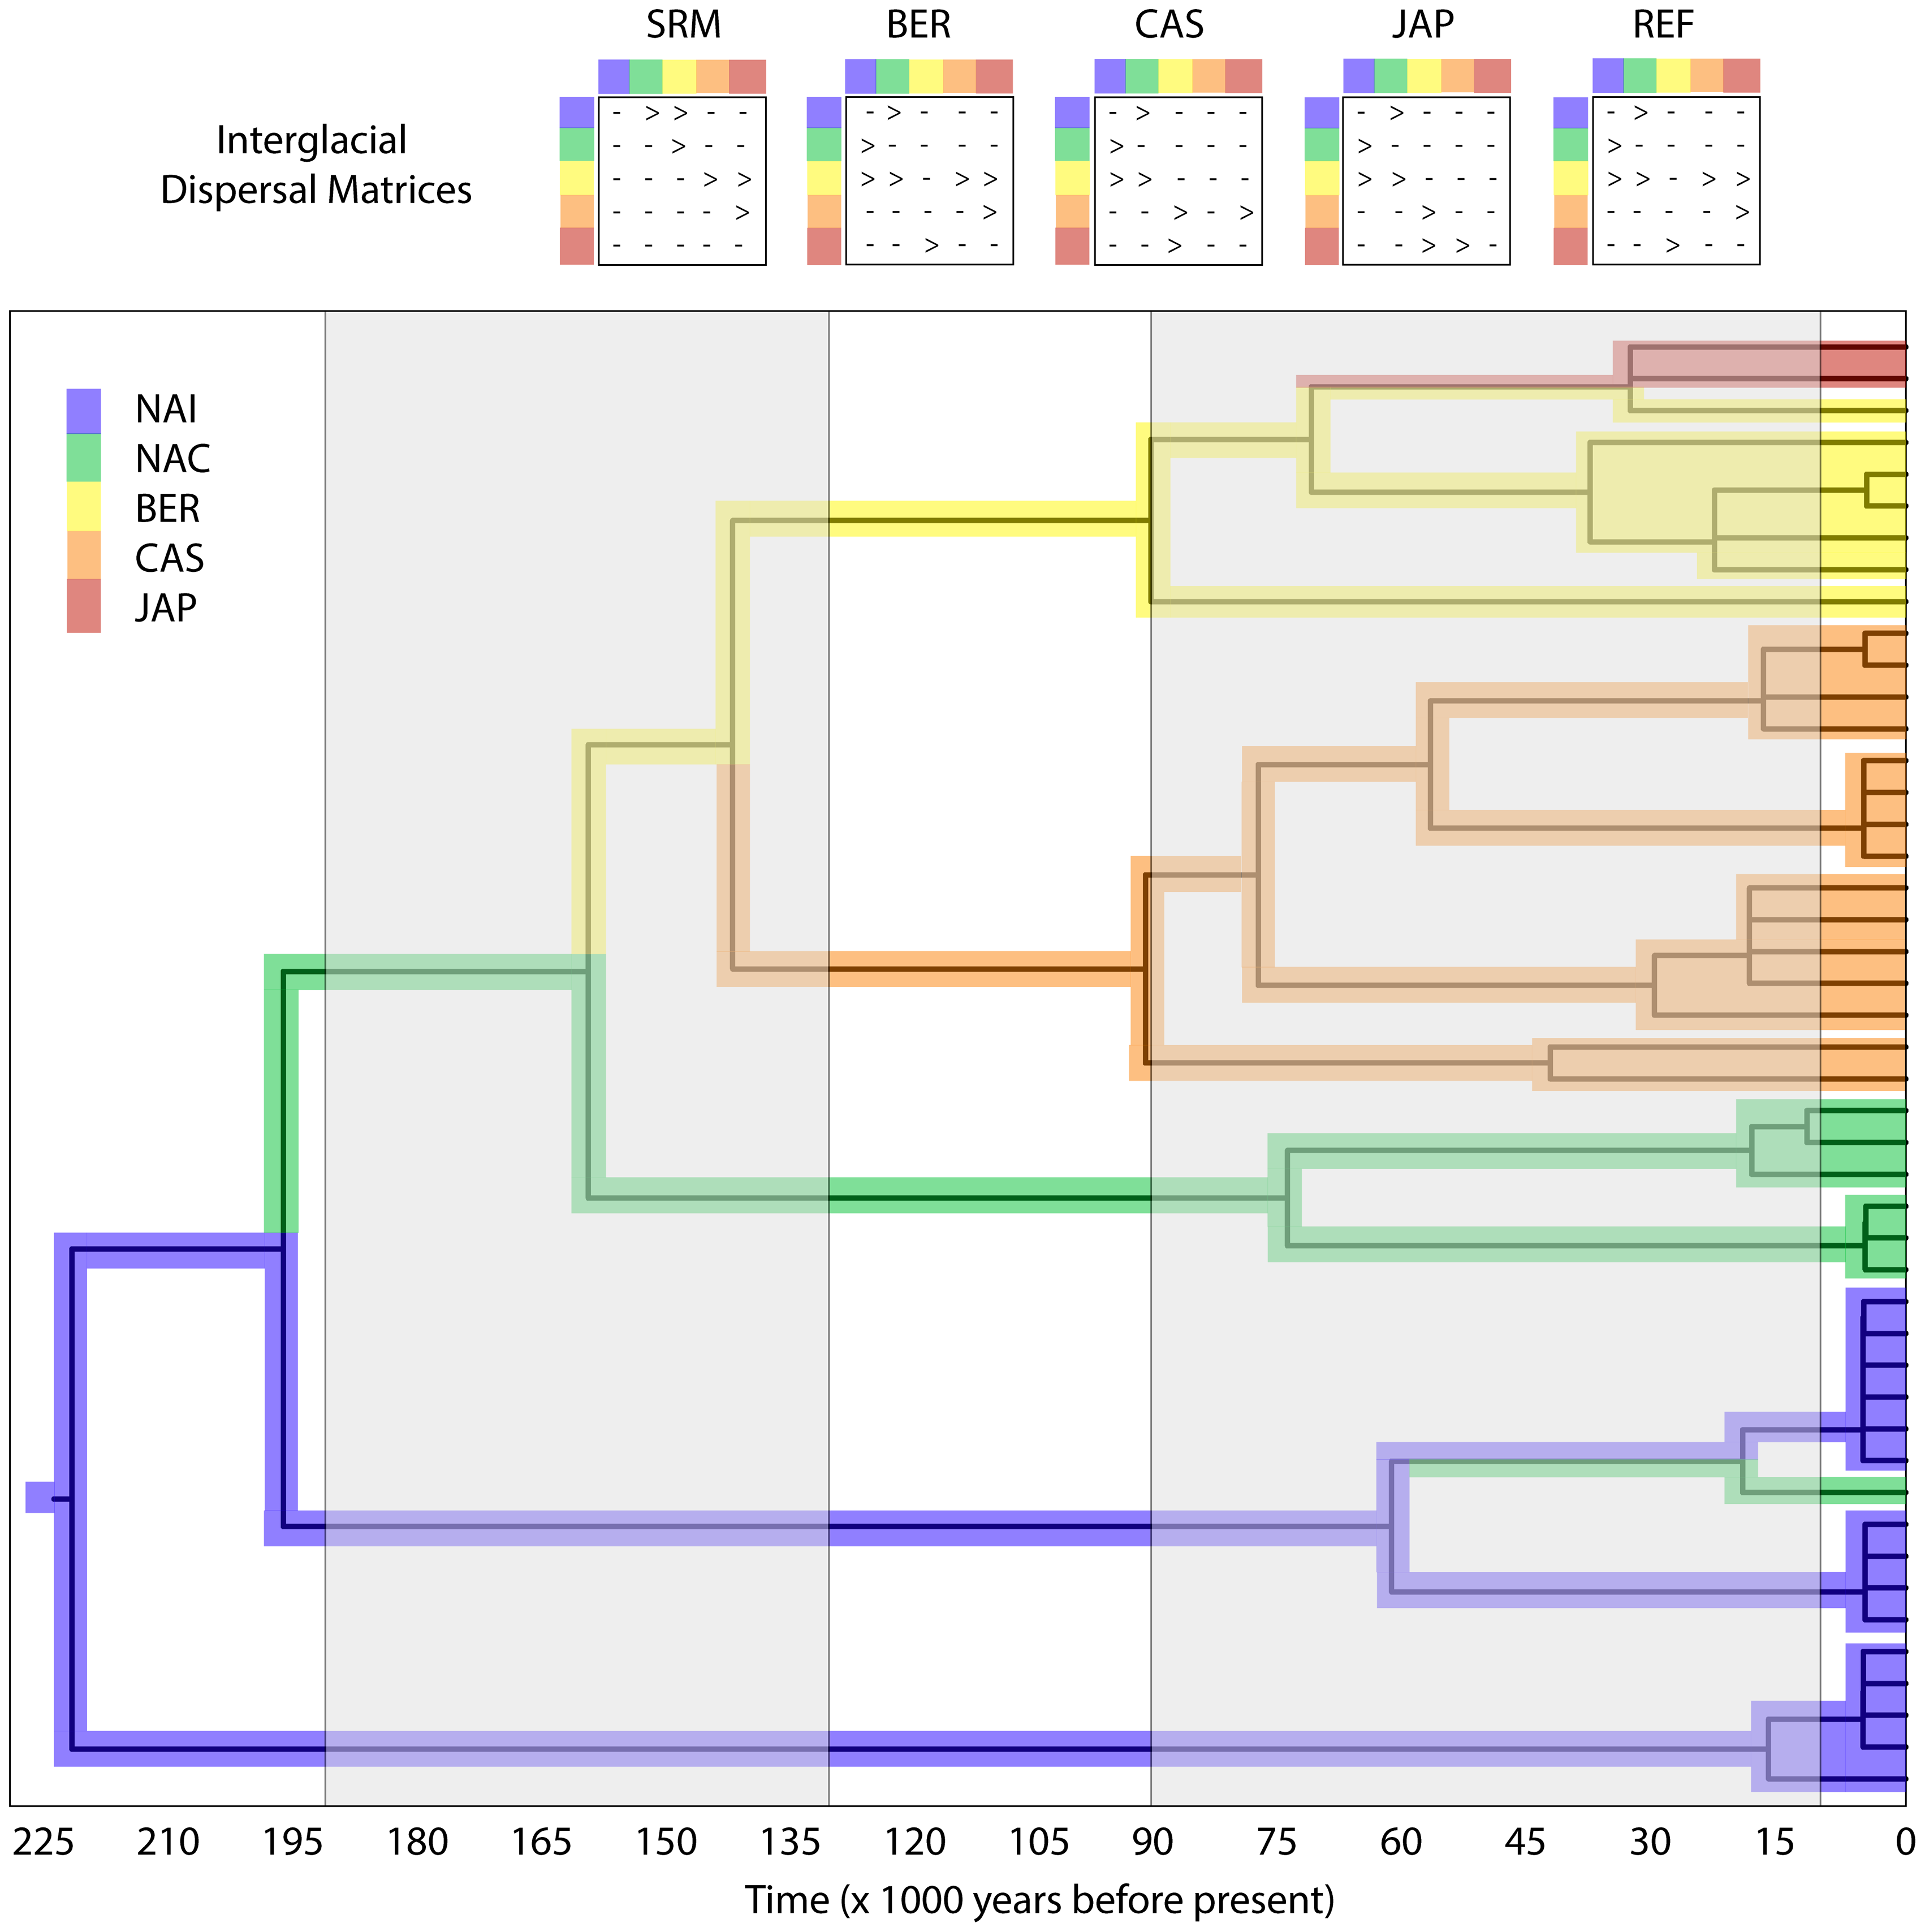 SRM BER CAS JAP REF
Interglacial
Dispersal Matrices
- > > - - - > - - - - > - - - - > - - - - > - - -
- - > - - > - - - - > - - - - > - - - - > - - - -
- - - > > > > - > > > > - - - > > - - - > > - > >
- - - - > - - - - > - - > - > - - > - - - - - - >
- - - - - - - > - - - - > - - - - > > - - - > - -
NAI
NAC
BER
CAS
JAP
225 210 195 180 165 150 135 120 105 90 75 60 45 30 15 0
Time (x 1000 years before present)